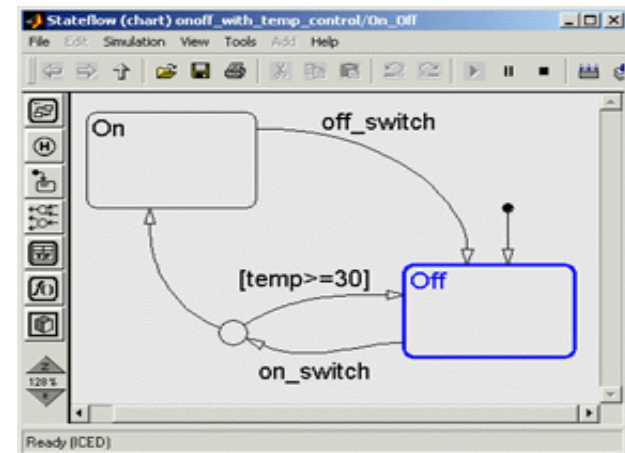 Stateflow (chart) onoff_with_temp_control/On_Off
File Edit Simulation View Tools Add Help
On
off_switch
[temp>=30]
Off
on_switch
128 %
Ready (ICED)